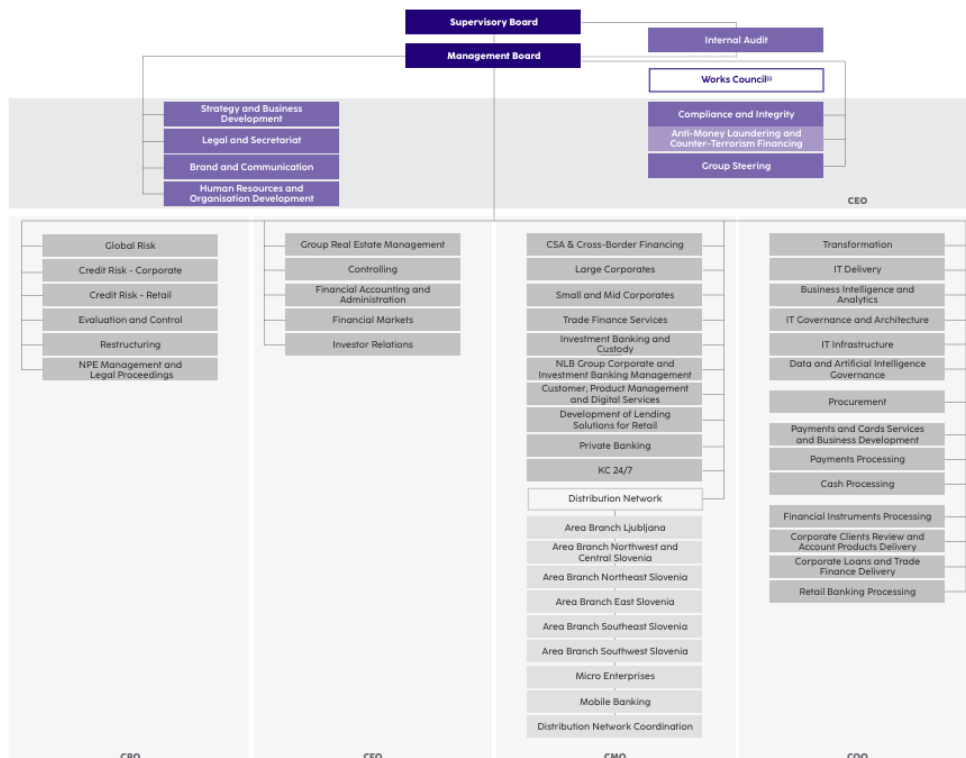 Supervisory Board
Internal Audit
Management Board
Works Council⁽¹⁾
Strategy and Business
Development
Legal and Secretariat
Brand and Communication
Human Resources and
Organisation Development
Compliance and Integrity
Anti-Money Laundering and
Counter-Terrorism Financing
Group Steering
CEO
Global Risk
Credit Risk - Corporate
Credit Risk - Retail
Evaluation and Control
Restructuring
NPE Management and
Legal Proceedings
Group Real Estate Management
Controlling
Financial Accounting and
Administration
Financial Markets
Investor Relations
CSA & Cross-Border Financing
Large Corporates
Small and Mid Corporates
Trade Finance Services
Investment Banking and
Custody
NLB Group Corporate and
Investment Banking Management
Customer, Product Management
and Digital Services
Development of Lending
Solutions for Retail
Private Banking
KC 24/7
Distribution Network
Area Branch Ljubljana
Area Branch Northwest and
Central Slovenia
Area Branch Northeast Slovenia
Area Branch East Slovenia
Area Branch Southeast Slovenia
Area Branch Southwest Slovenia
Micro Enterprises
Mobile Banking
Distribution Network Coordination
Transformation
IT Delivery
Business Intelligence and
Analytics
IT Governance and Architecture
IT Infrastructure
Data and Artificial Intelligence
Governance
Procurement
Payments and Cards Services
and Business Development
Payments Processing
Cash Processing
Financial Instruments Processing
Corporate Clients Review and
Account Products Delivery
Corporate Loans and Trade
Finance Delivery
Retail Banking Processing
CRO
CFO
CMO
COO